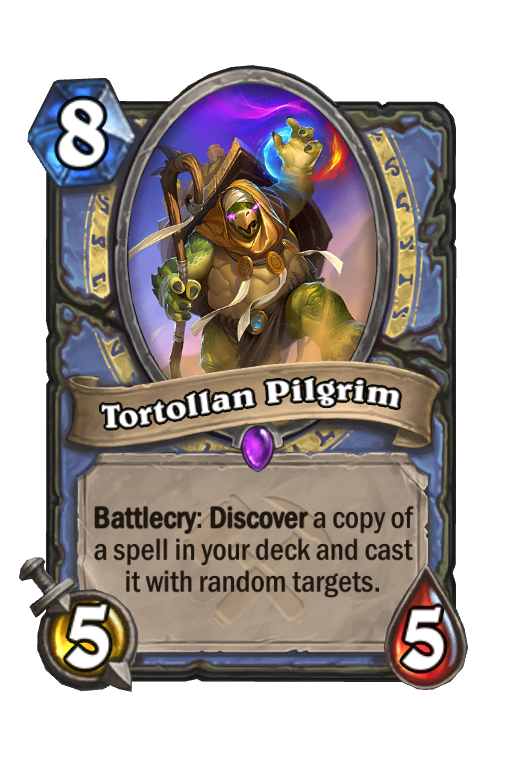 8
Tortollan Pilgrim
Battlecry: Discover a copy of
a spell in your deck and cast
it with random targets.
5 5